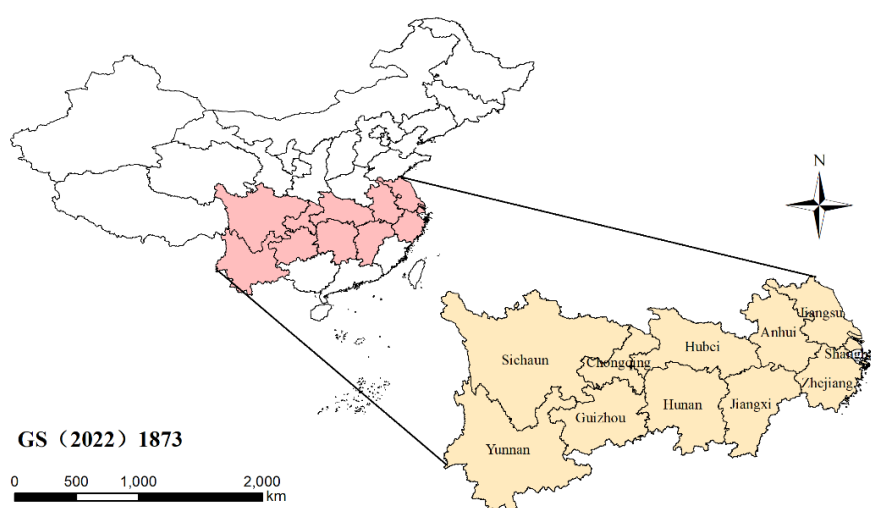 N
Jiangsu
Anhui
Hubei
Shangh
Sichaun
Chongqing
Zhejiang
Guizhou
Hunan
Jiangxi
Yunnan
GS（2022）1873
0 500 1,000 2,000
km